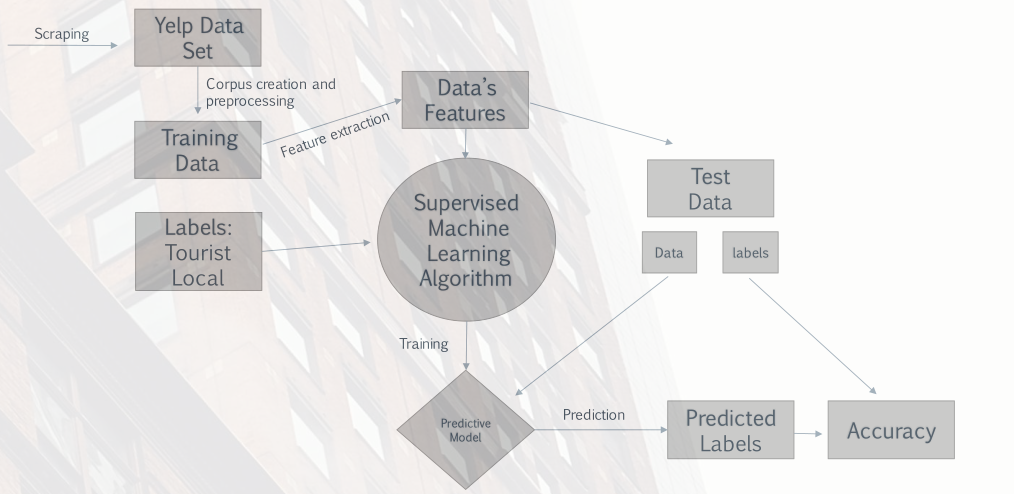 Scraping
Yelp Data
Set
Corpus creation and
preprocessing
Training
Data
Feature extraction
Data’s
Features
Labels:
Tourist
Local
Supervised
Machine
Learning
Algorithm
Test
Data
Data
labels
Training
Predictive
Model
Prediction
Predicted
Labels
Accuracy